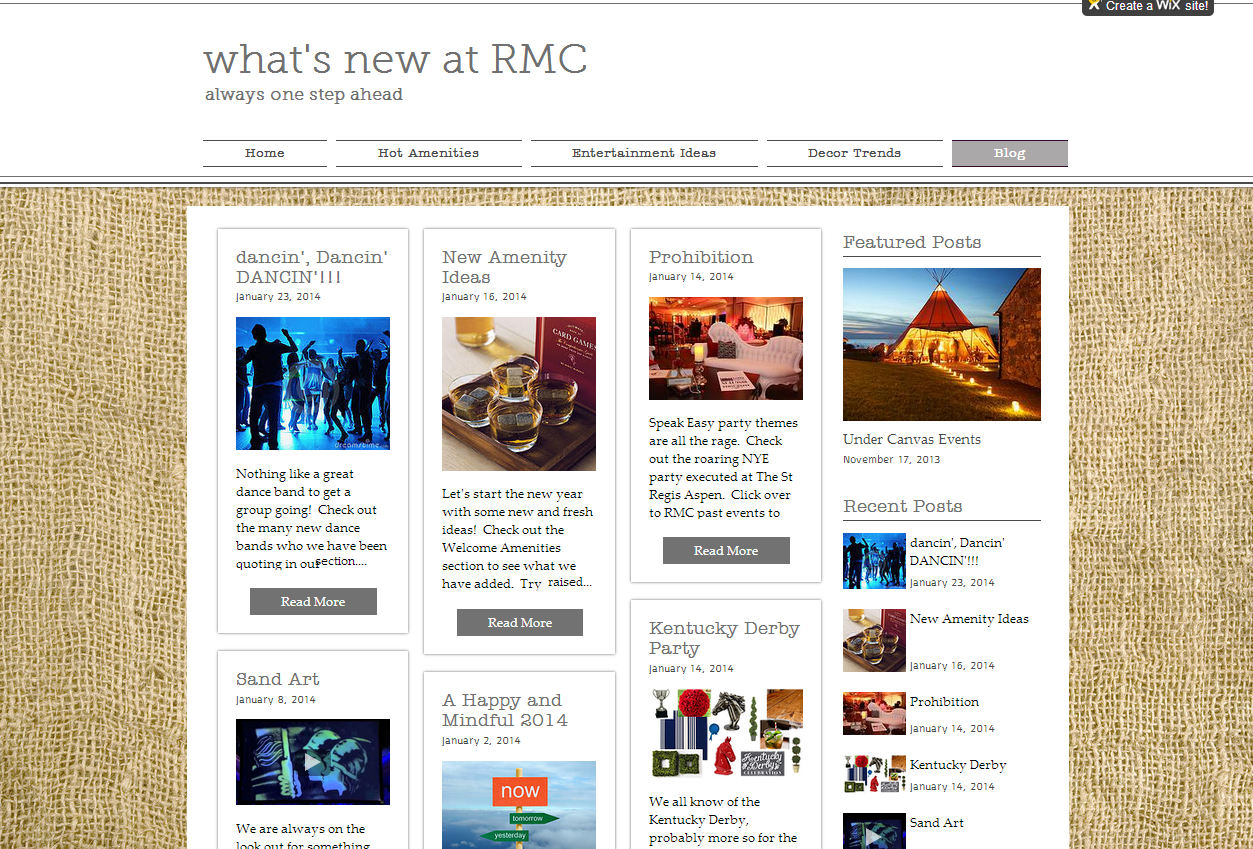 Create a WiX site!
what's new at RMC
always one step ahead
Home
Hot Amenities
Entertainment Ideas
Decor Trends
Blog
dancin', Dancin'
DANCIN'!!!
January 23, 2014
dreamstime
Nothing like a great
dance band to get a
group going!  Check out
the many new dance
bands who we have been
quoting in our
section....
Read More
Sand Art
January 8, 2014
We are always on the
look out for something
New Amenity
Ideas
January 16, 2014
CARD GAMES
Let's start the new year
with some new and fresh
ideas!  Check out the
Welcome Amenities
section to see what we
have added.  Try raised...
Read More
A Happy and
Mindful 2014
January 2, 2014
now
tomorrow
yesterday
Prohibition
January 14, 2014
Speak Easy party themes
are all the rage.  Check
out the roaring NYE
party executed at The St
Regis Aspen.  Click over
to RMC past events to
Read More
Kentucky Derby
Party
January 14, 2014
Kentucky
Derby
CELEBRATION
We all know of the
Kentucky Derby,
probably more so for the
Featured Posts
Under Canvas Events
November 17, 2013
Recent Posts
dancin', Dancin'
DANCIN'!!!
January 23, 2014
New Amenity Ideas
January 16, 2014
Prohibition
January 14, 2014
Kentucky Derby
January 14, 2014
Sand Art